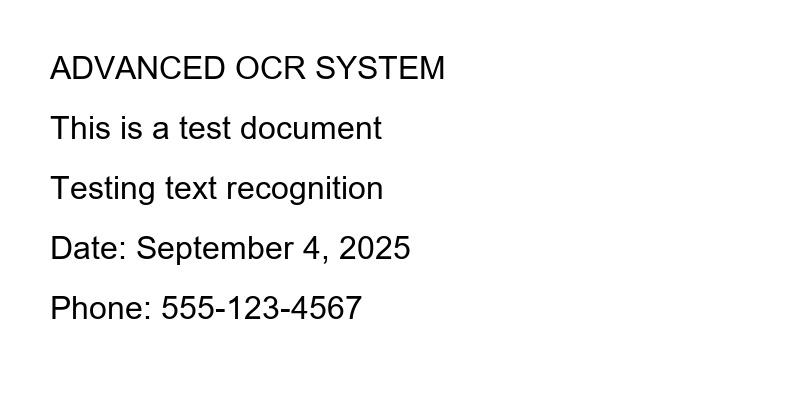 ADVANCED OCR SYSTEM
This is a test document
Testing text recognition
Date: September 4, 2025
Phone: 555-123-4567